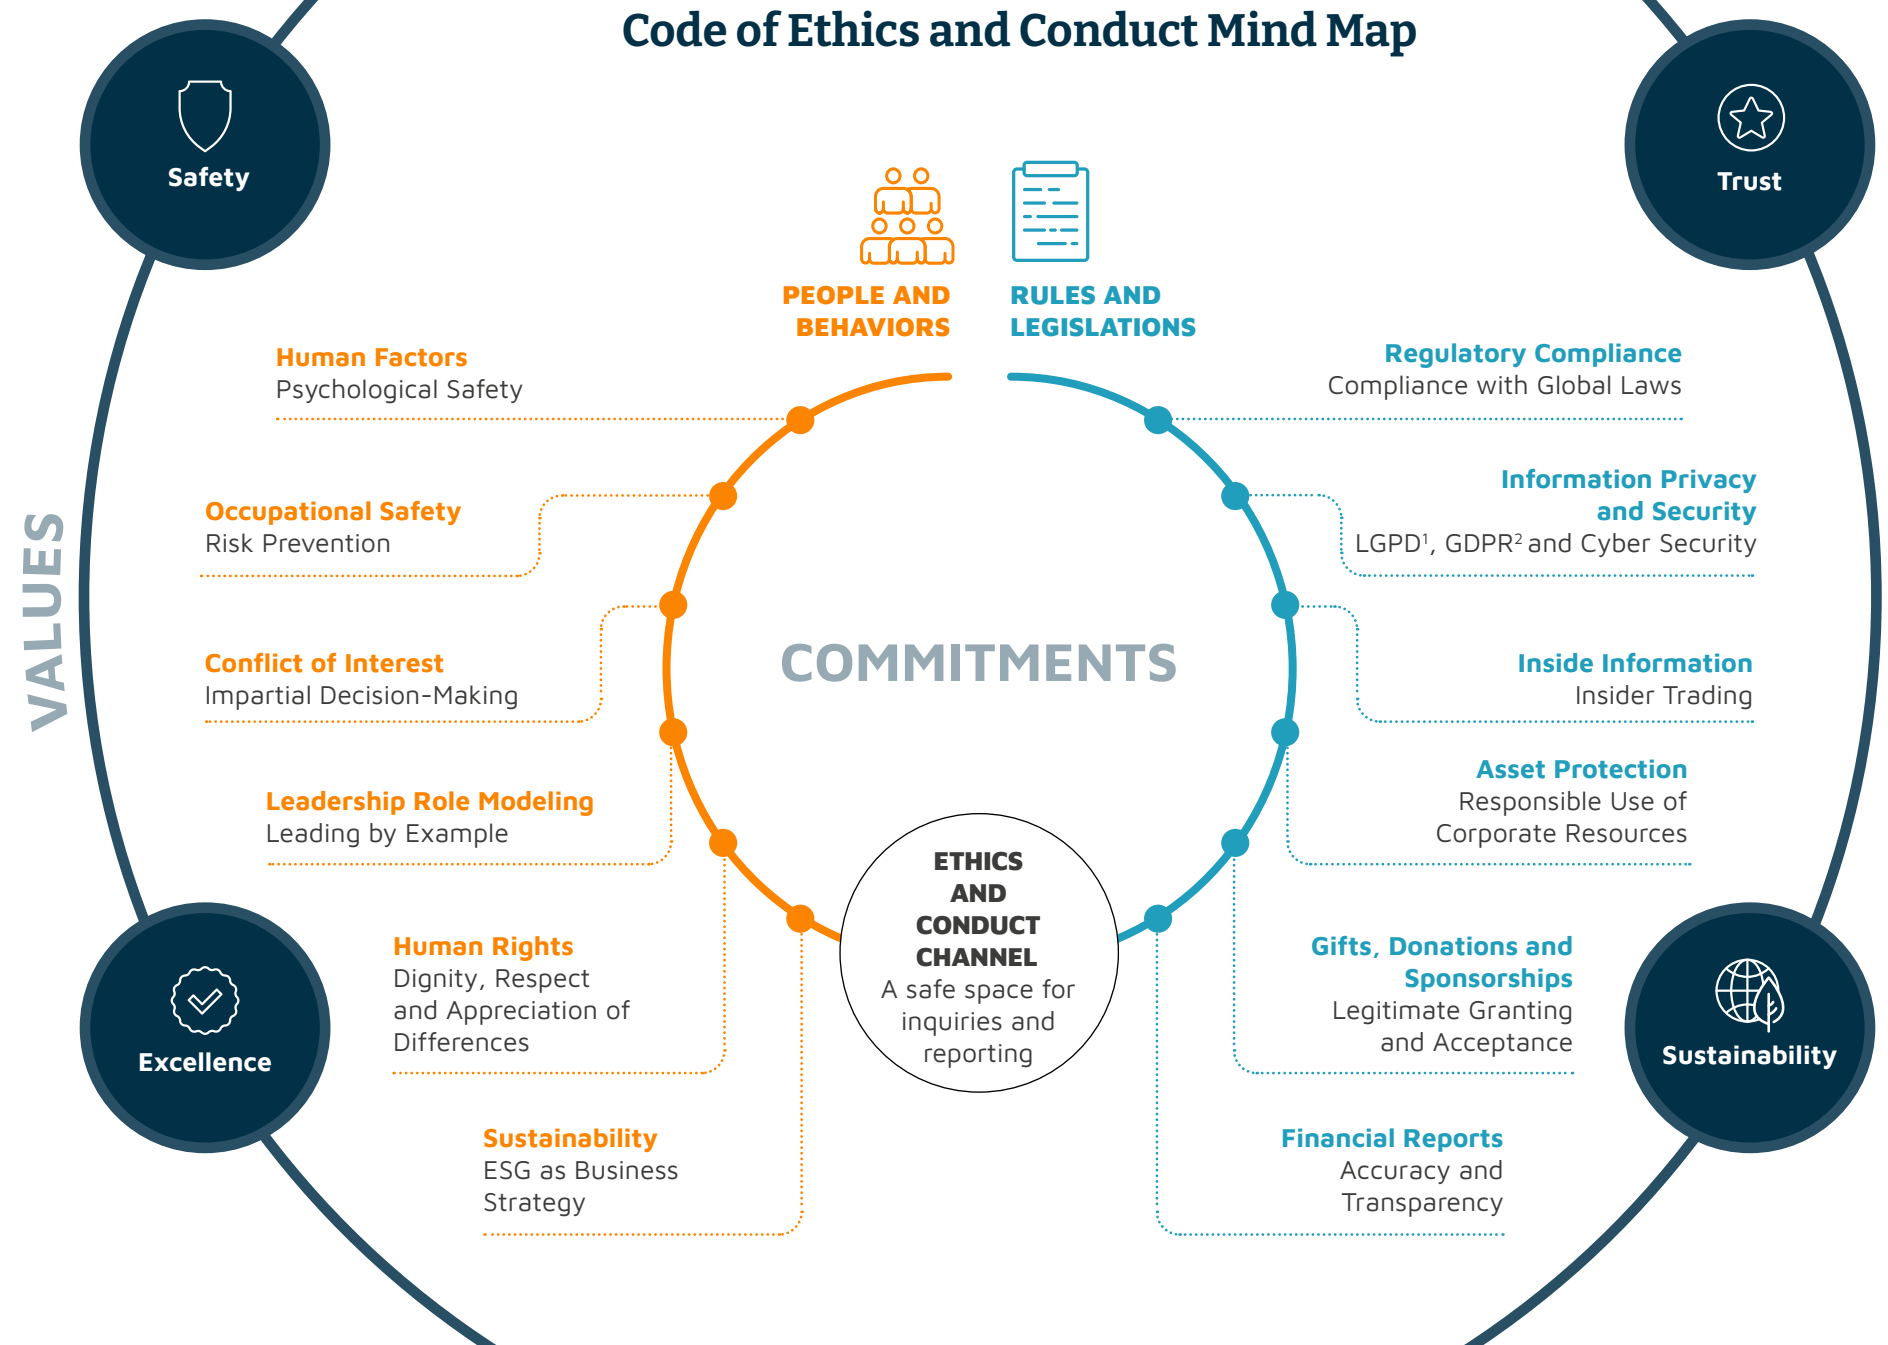 Code of Ethics and Conduct Mind Map
Safety
Trust
PEOPLE AND
BEHAVIORS
RULES AND
LEGISLATIONS
VALUES
Human Factors
Psychological Safety
Occupational Safety
Risk Prevention
Conflict of Interest
Impartial Decision-Making
Leadership Role Modeling
Leading by Example
Human Rights
Dignity, Respect
and Appreciation of
Differences
Sustainability
ESG as Business
Strategy
COMMITMENTS
ETHICS
AND
CONDUCT
CHANNEL
A safe space for
inquiries and
reporting
Regulatory Compliance
Compliance with Global Laws
Information Privacy
and Security
LGPD¹, GDPR² and Cyber Security
Inside Information
Insider Trading
Asset Protection
Responsible Use of
Corporate Resources
Gifts, Donations and
Sponsorships
Legitimate Granting
and Acceptance
Financial Reports
Accuracy and
Transparency
Excellence
Sustainability